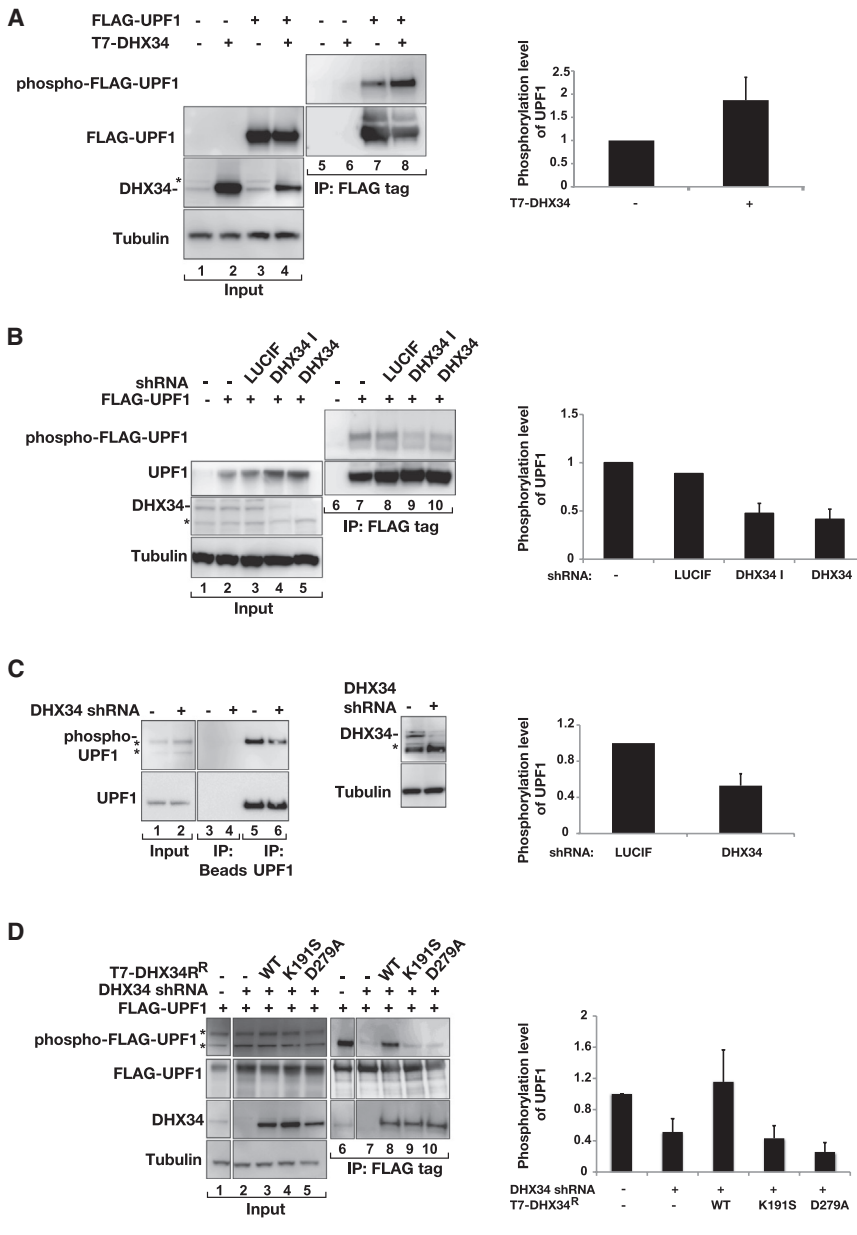 A
FLAG-UPF1 - - + + - - + +
T7-DHX34 - + - + - + - +
phospho-FLAG-UPF1
FLAG-UPF1
DHX34-*
Tubulin
1 2 3 4
Input
5 6 7 8
IP: FLAG tag
Phosphorylation level
of UPF1
2.5
2
1.5
1
0.5
0
T7-DHX34 - +
B
shRNA - - LUCIF DHX34 I DHX34 - - LUCIF DHX34 I DHX34
FLAG-UPF1 - + + + + - + + + +
phospho-FLAG-UPF1
UPF1
DHX34-
*
Tubulin
1 2 3 4 5
Input
6 7 8 9 10
IP: FLAG tag
Phosphorylation level
of UPF1
1.5
1
0.5
0
shRNA: - LUCIF DHX34 I DHX34
C
DHX34 shRNA - + - + - +
phospho-*
UPF1 *
UPF1
1 2 3 4 5 6
Input IP: IP:
Beads UPF1
DHX34
shRNA
- +
DHX34-
*
Tubulin
Phosphorylation level
of UPF1
1.2
0.8
0.4
0
shRNA: LUCIF DHX34
D
T7-DHX34R^R - - WT K191S D279A - - WT K191S D279A
DHX34 shRNA - + + + + - + + + +
FLAG-UPF1 + + + + + + + + + +
*
phospho-FLAG-UPF1 *
FLAG-UPF1
DHX34
Tubulin
1 2 3 4 5
Input
6 7 8 9 10
IP: FLAG tag
Phosphorylation level
of UPF1
2
1.6
1.2
0.8
0.4
0
DHX34 shRNA - + + + +
T7-DHX34^R - - WT K191S D279A